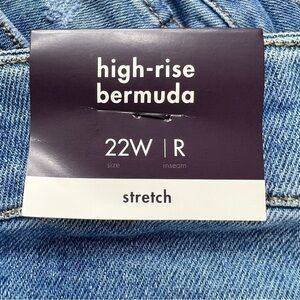 high-rise
bermuda
22W | R
size inseam
stretch